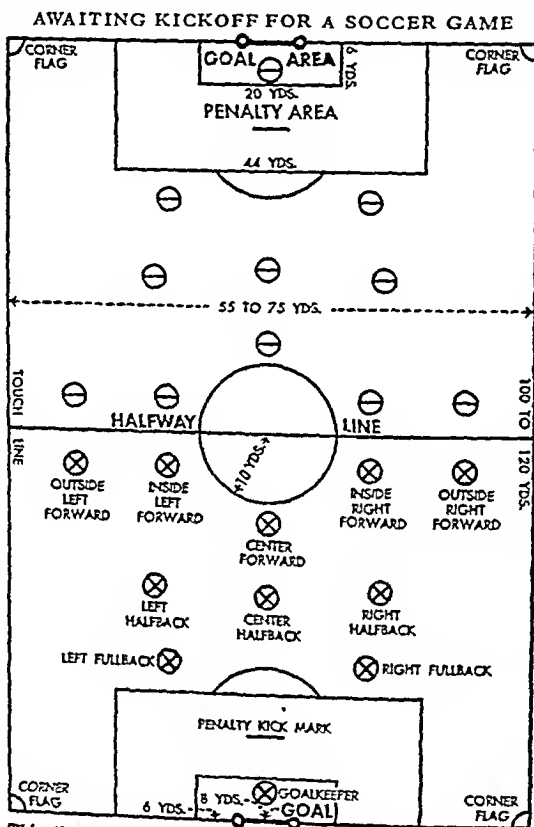 AWAITING KICKOFF FOR A SOCCER GAME
CORNER
FLAG
GOAL AREA
6 YDS.
CORNER
FLAG
20 YDS.
PENALTY AREA
44 YDS.
55 TO 75 YDS.
TOUCH
LINE
HALFWAY LINE
100 TO
120 YDS.
10 YDS.
OUTSIDE
LEFT
FORWARD
INSIDE
LEFT
FORWARD
INSIDE
RIGHT
FORWARD
OUTSIDE
RIGHT
FORWARD
CENTER
FORWARD
LEFT
HALFBACK
CENTER
HALFBACK
RIGHT
HALFBACK
LEFT FULLBACK
RIGHT FULLBACK
PENALTY KICK MARK
CORNER
FLAG
GOALKEEPER
6 YDS.
8 YDS.
GOAL
CORNER
FLAG